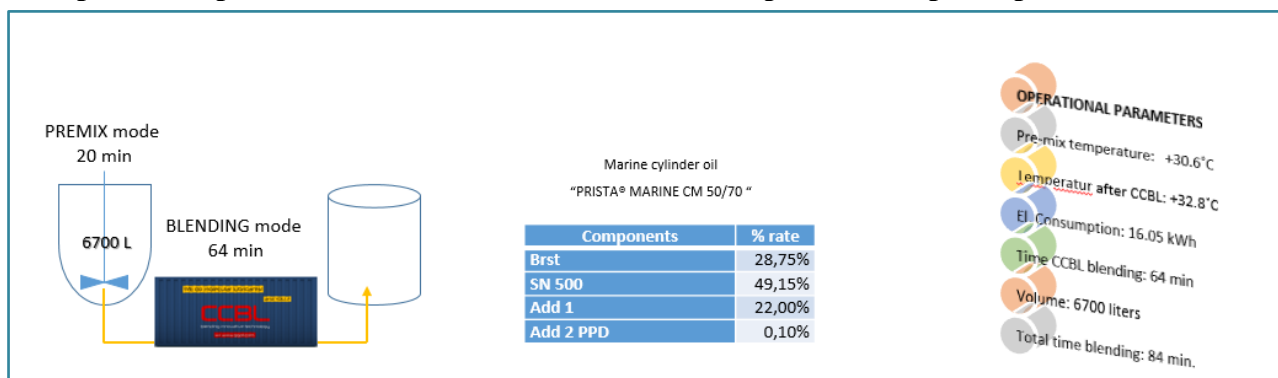 PREMIX mode
20 min
6700 L
BLENDING mode
64 min
CCBL
Marine cylinder oil
“PRISTA® MARINE CM 50/70 “
Components % rate
Brst 28,75%
SN 500 49,15%
Add 1 22,00%
Add 2 PPD 0,10%
OPERATIONAL PARAMETERS
Pre-mix temperature: +30.6˚C
Temperatur after CCBL: +32.8˚C
El. Consumption: 16.05 kWh
Time CCBL blending: 64 min
Volume: 6700 liters
Total time blending: 84 min.